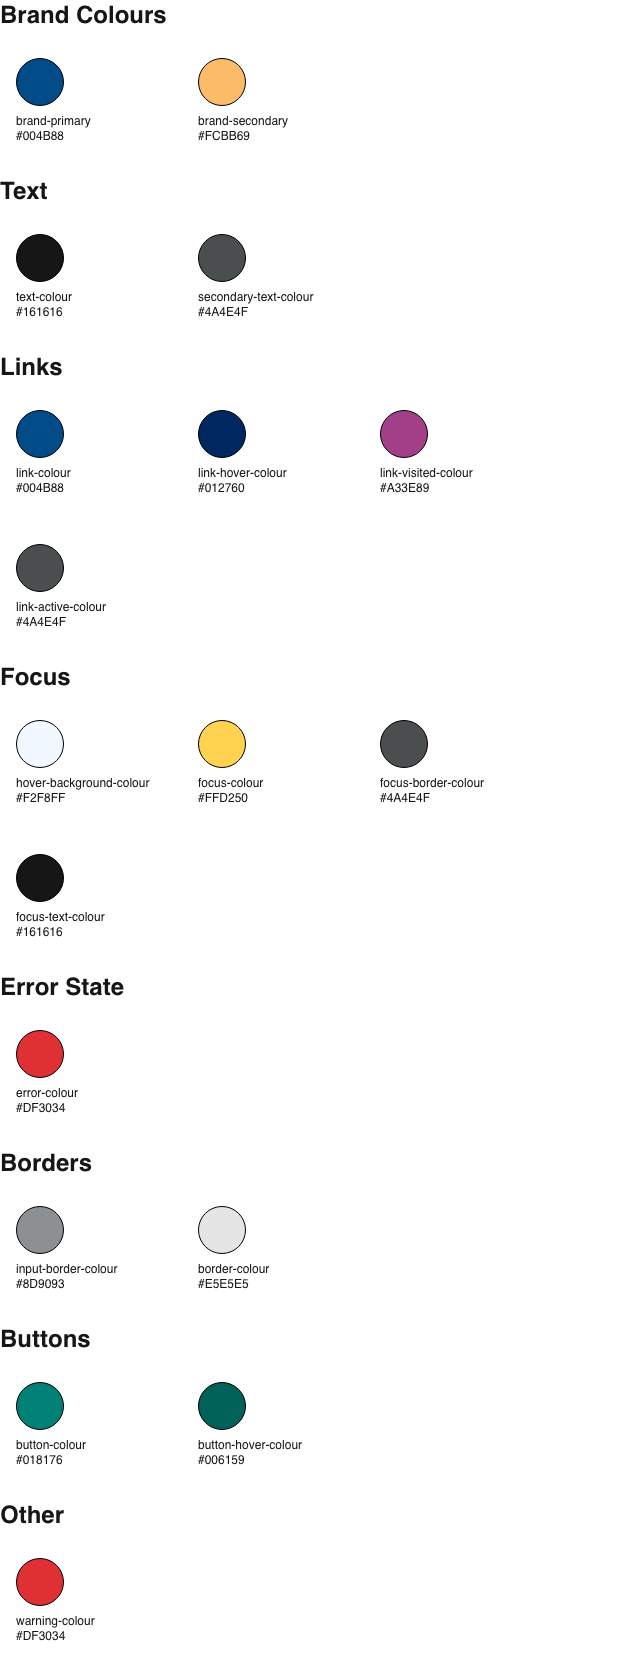 Brand Colours
brand-primary
#004B88
brand-secondary
#FCBB69
Text
text-colour
#161616
secondary-text-colour
#4A4E4F
Links
link-colour
#004B88
link-hover-colour
#012760
link-visited-colour
#A33E89
link-active-colour
#4A4E4F
Focus
hover-background-colour
#F2F8FF
focus-colour
#FFD250
focus-border-colour
#4A4E4F
focus-text-colour
#161616
Error State
error-colour
#DF3034
Borders
input-border-colour
#8D9093
border-colour
#E5E5E5
Buttons
button-colour
#018176
button-hover-colour
#006159
Other
warning-colour
#DF3034